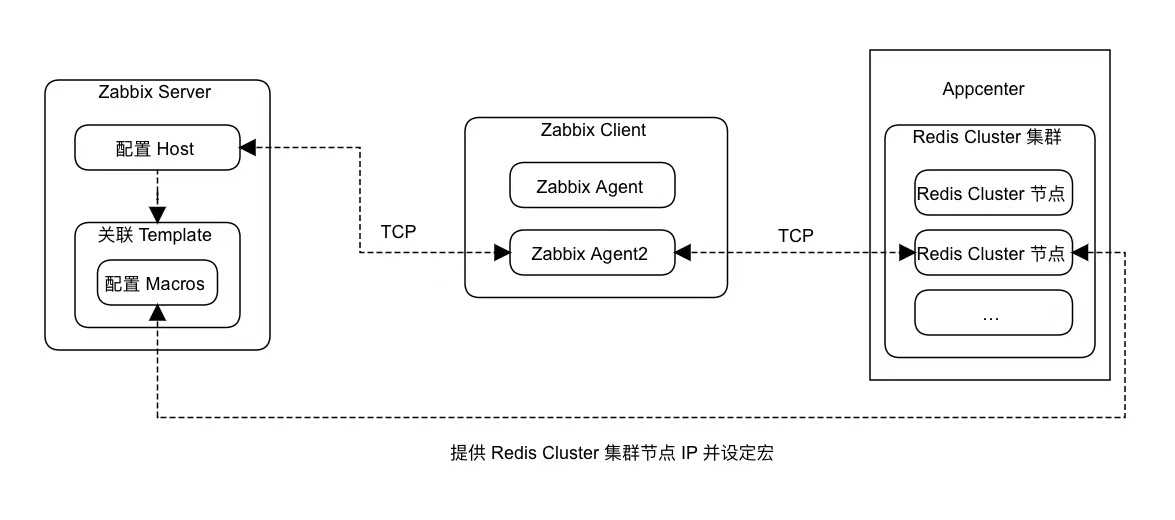 Zabbix Server
配置 Host
关联 Template
配置 Macros
TCP
Zabbix Client
Zabbix Agent
Zabbix Agent2
TCP
Appcenter
Redis Cluster 集群
Redis Cluster 节点
Redis Cluster 节点
...
提供 Redis Cluster 集群节点 IP 并设定宏